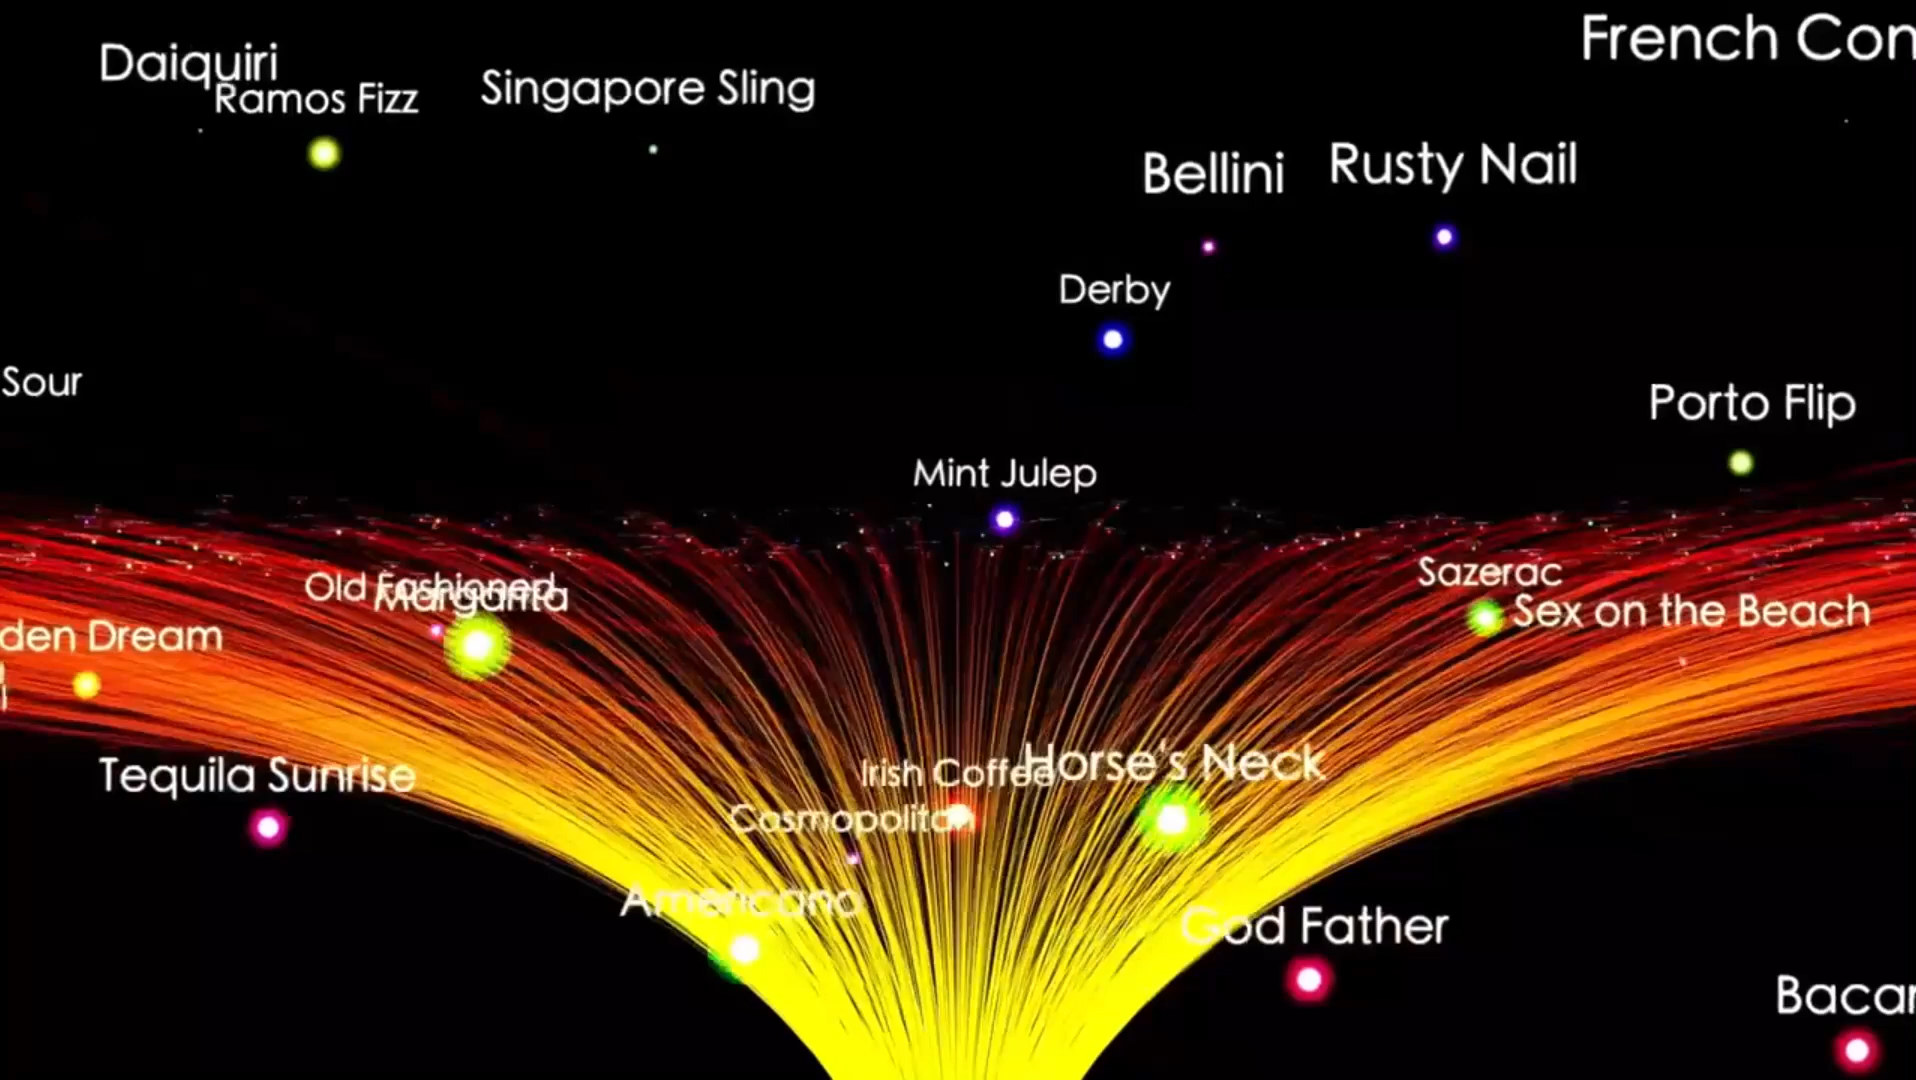 French Con
Daiquiri
Ramos Fizz
Singapore Sling
Bellini
Rusty Nail
Derby
Sour
Porto Flip
Mint Julep
Sazerac
Old Fashioned
Margarita
Sex on the Beach
den Dream
Tequila Sunrise
Irish Coffee
Horse's Neck
Cosmopolitan
Americano
God Father
Bacar